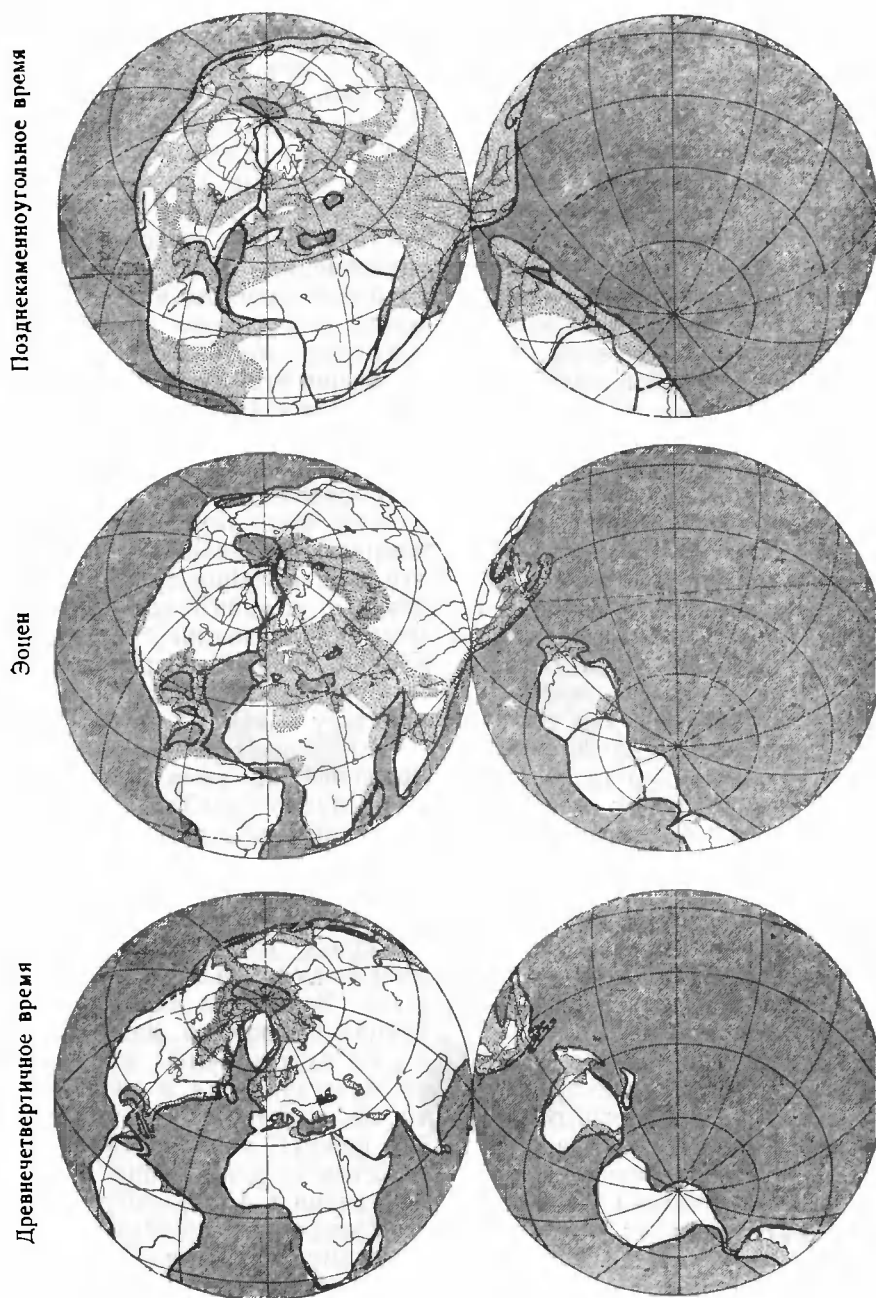 Позднекаменноугольное время
Эоцен
Древнечетвертичное время